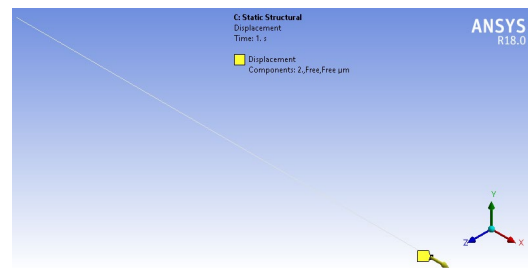 C: Static Structural
Displacement
Time: 1. s
Displacement
Components: 2.,Free,Free µm
ANSYS
R18.0
Y
Z
X